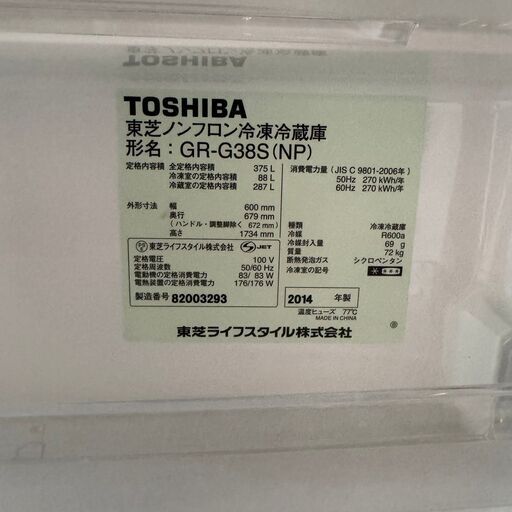 TOSHIBA
東芝ノンフロン冷凍冷蔵庫
形名：GR-G38S(NP)
定格内容積 全定格内容積 375 L
冷凍室の定格内容積 88 L
冷蔵室の定格内容積 287 L
外形寸法 幅 600 mm
奥行 679 mm
(ハンドル・調整脚除く 672 mm)
高さ 1734 mm
東芝ライフスタイル株式会社 JET
定格電圧 100 V
定格周波数 50/60 Hz
電動機の定格消費電力 83/ 83 W
電熱装置の定格消費電力 176/176 W
製造番号 82003293
消費電力量 (JIS C 9801-2006年)
50Hz 270 kWh/年
60Hz 270 kWh/年
種類 冷凍冷蔵庫
冷媒 R600a
冷媒封入量 69 g
質量 72 kg
断熱発泡ガス シクロペンタン
冷凍室の記号
2014 年製
温度ヒューズ 77℃
MADE IN CHINA
東芝ライフスタイル株式会社